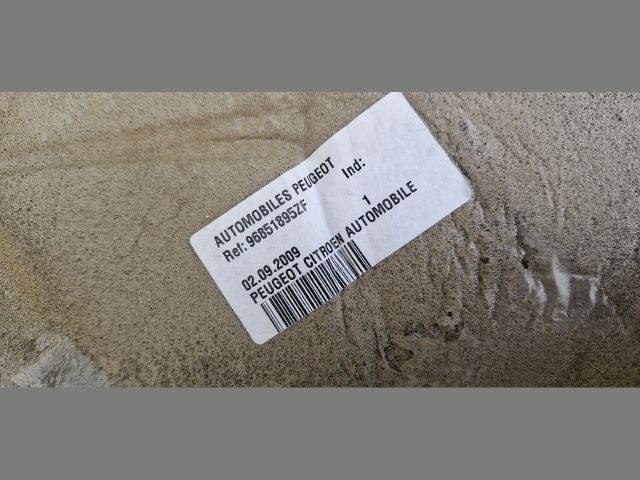 AUTOMOBILES PEUGEOT
Ref: 96851895ZF Ind:
02.09.2009 1
PEUGEOT CITROEN AUTOMOBILE